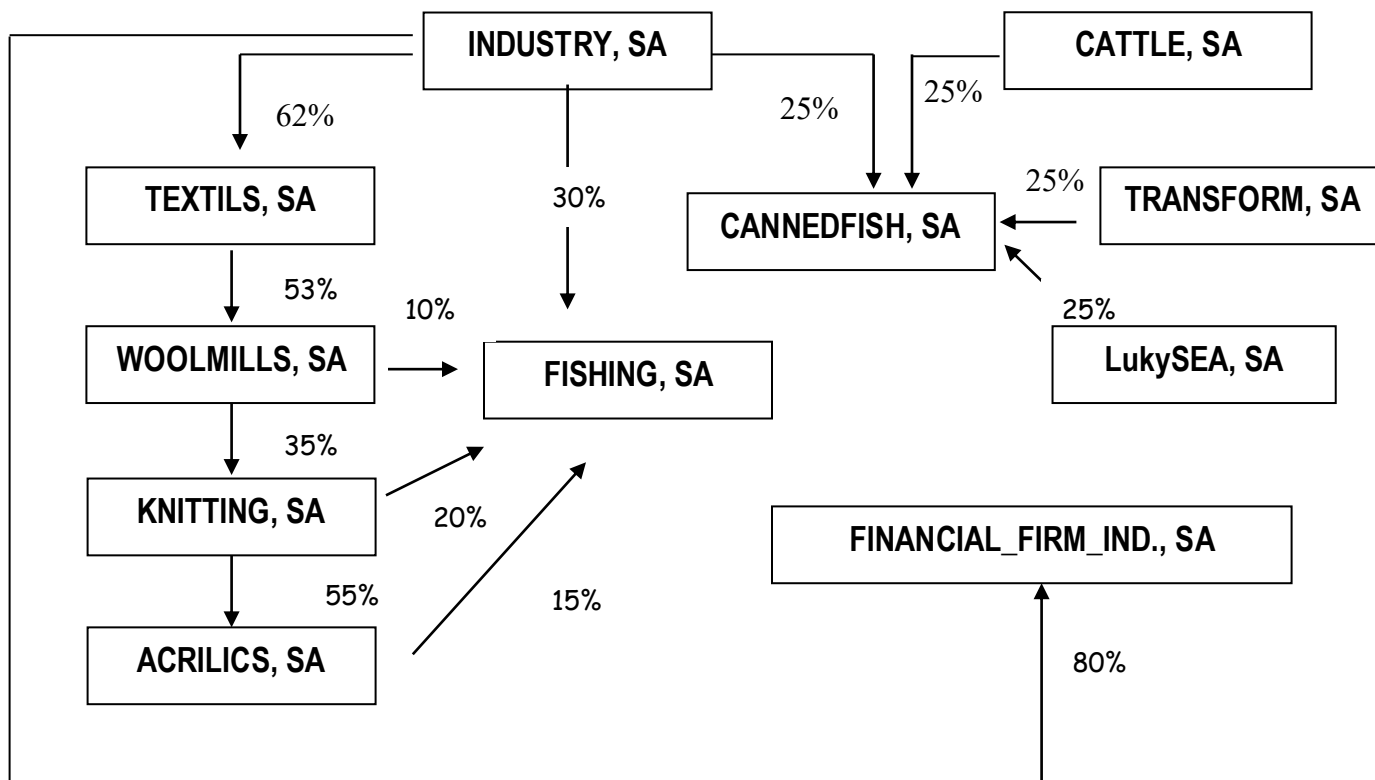 INDUSTRY, SA
CATTLE, SA
62%
25%
25%
TEXTILS, SA
30%
CANNEDFISH, SA
25%
TRANSFORM, SA
53%
10%
25%
WOOLMILLS, SA
FISHING, SA
LukySEA, SA
35%
KNITTING, SA
20%
FINANCIAL_FIRM_IND., SA
55%
15%
ACRILICS, SA
80%